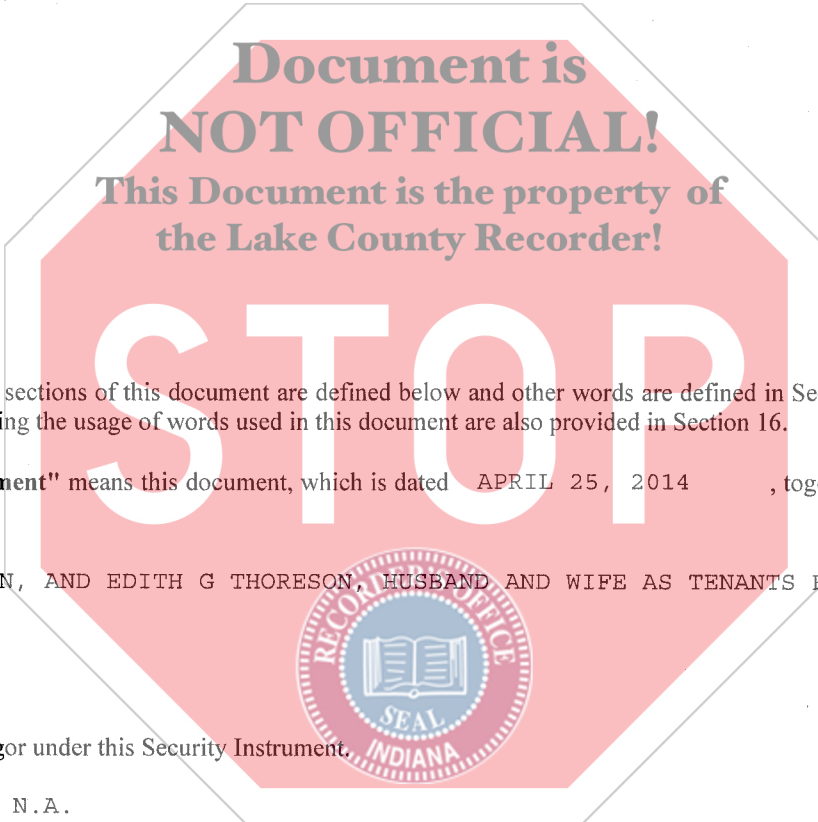 Document is
NOT OFFICIAL!
This Document is the property of
the Lake County Recorder!
STOP
sections of this document are defined below and other words are defined in Se
ing the usage of words used in this document are also provided in Section 16.
ment" means this document, which is dated APRIL 25, 2014 , tog
N, AND EDITH G THORESON, HUSBAND AND WIFE AS TENANTS
RECORDER'S OFFICE
SEAL
INDIANA
gor under this Security Instrument.
N.A.